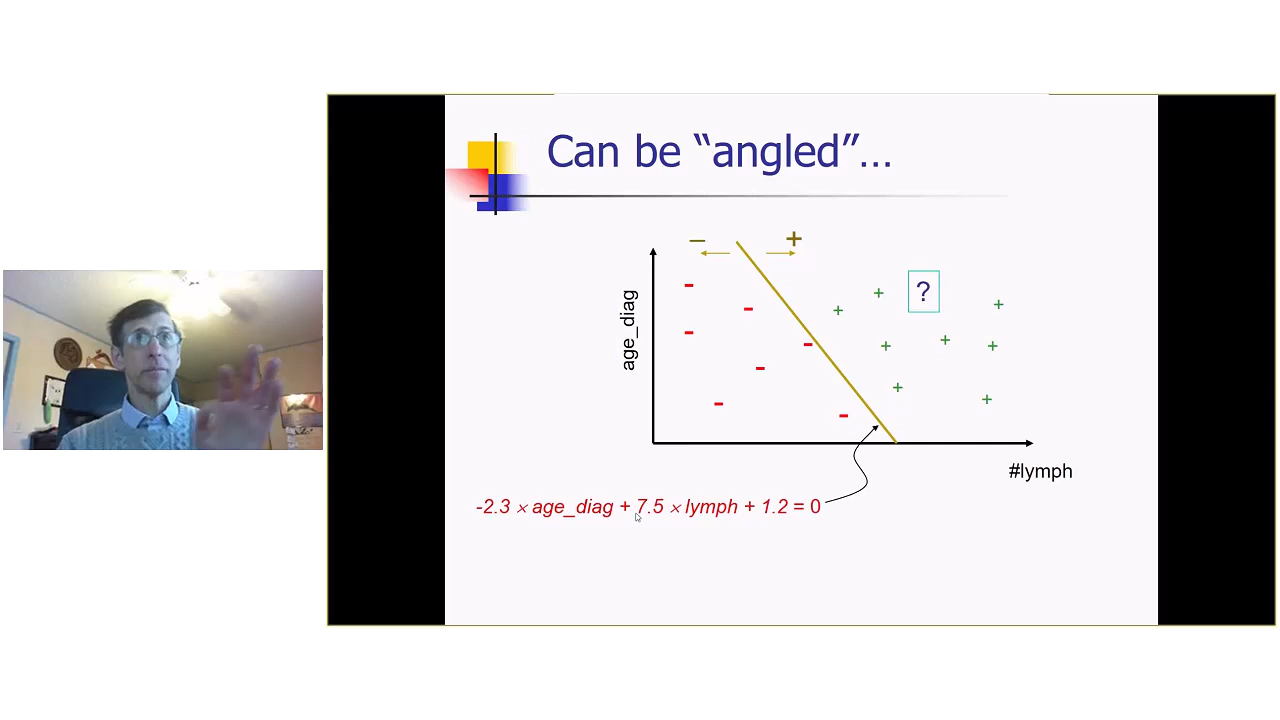 Can be “angled”…
– +
age_diag
?
#lymph
-2.3 × age_diag + 7.5 × lymph + 1.2 = 0